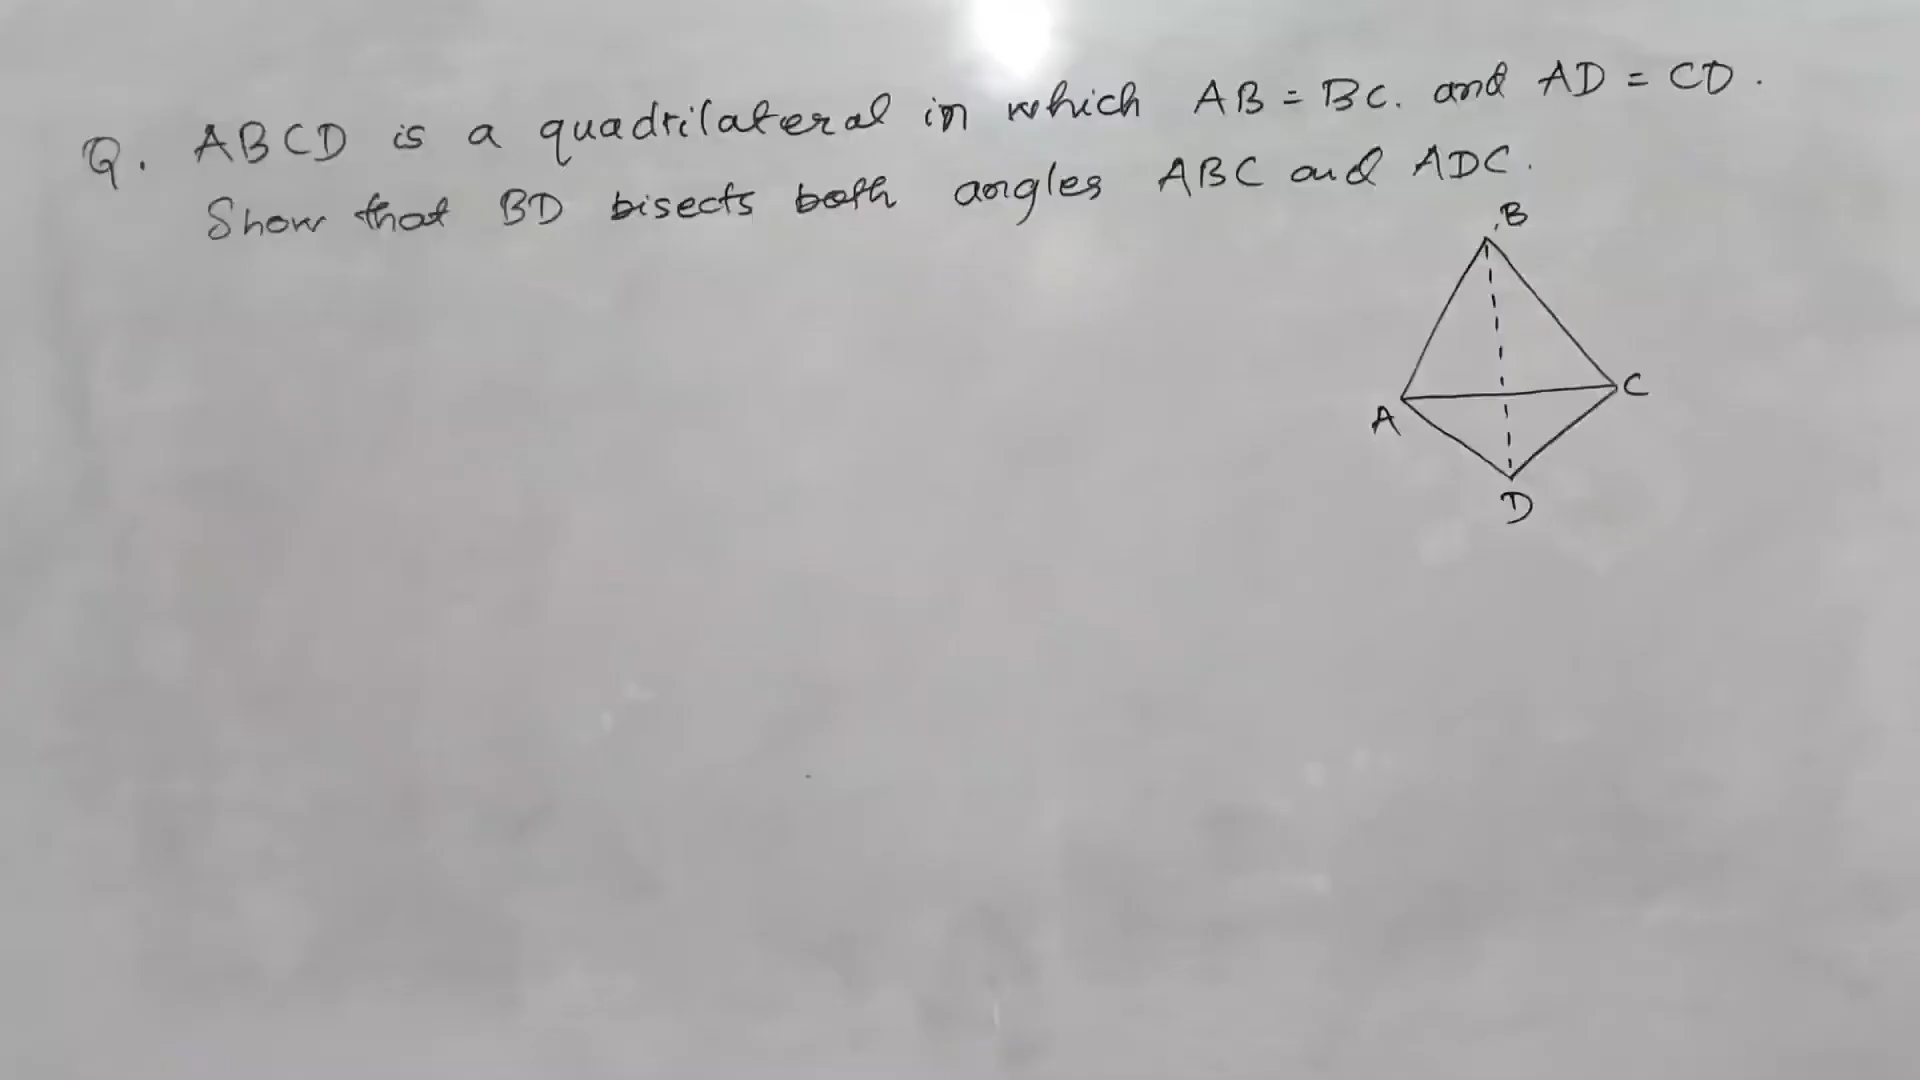 Q. ABCD is a quadrilateral in which AB = BC. and AD = CD.
Show that BD bisects both angles ABC and ADC.
B
A
C
D